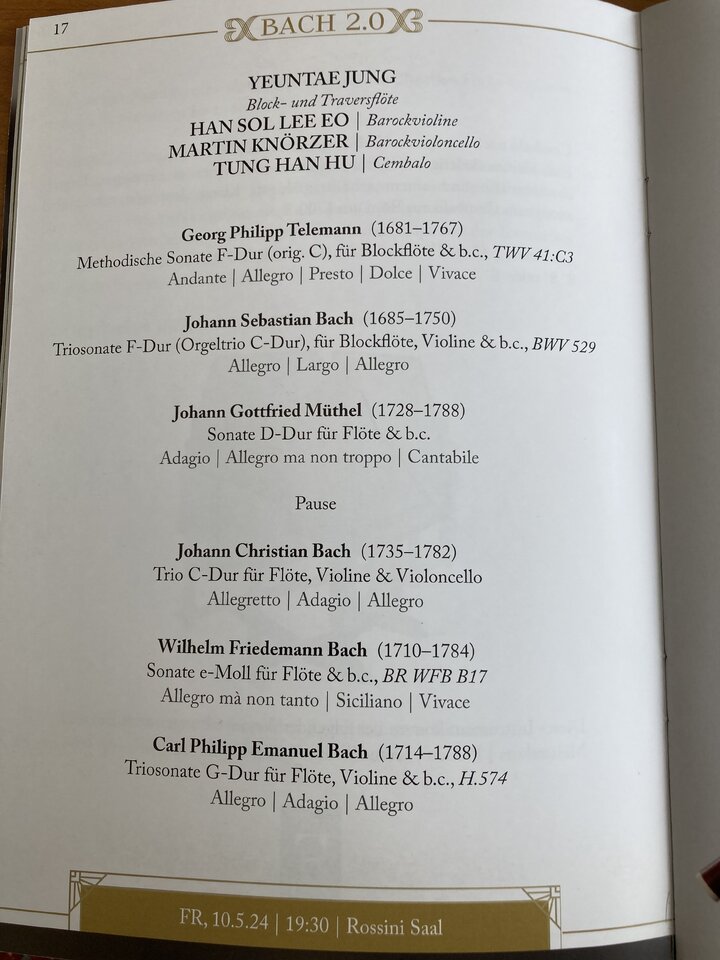 17
BACH 2.0
YEUNTAE JUNG
Block- und Traversflöte
HAN SOL LEE EO | Barockvioline
MARTIN KNÖRZER | Barockvioloncello
TUNG HAN HU | Cembalo
Georg Philipp Telemann (1681–1767)
Methodische Sonate F-Dur (orig. C), für Blockflöte & b.c., TWV 41:C3
Andante | Allegro | Presto | Dolce | Vivace
Johann Sebastian Bach (1685–1750)
Triosonate F-Dur (Orgeltrio C-Dur), für Blockflöte, Violine & b.c., BWV 529
Allegro | Largo | Allegro
Johann Gottfried Müthel (1728–1788)
Sonate D-Dur für Flöte & b.c.
Adagio | Allegro ma non troppo | Cantabile
Pause
Johann Christian Bach (1735–1782)
Trio C-Dur für Flöte, Violine & Violoncello
Allegretto | Adagio | Allegro
Wilhelm Friedemann Bach (1710–1784)
Sonate e-Moll für Flöte & b.c., BR WFB B17
Allegro mà non tanto | Siciliano | Vivace
Carl Philipp Emanuel Bach (1714–1788)
Triosonate G-Dur für Flöte, Violine & b.c., H.574
Allegro | Adagio | Allegro
FR, 10.5.24 | 19:30 | Rossini Saal